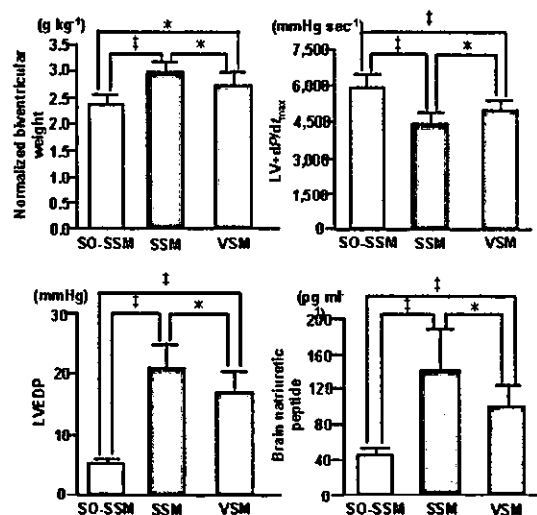 (g kg⁻¹)
*
‡
*
3.5
3.0
2.5
2.0
1.5
1.0
0.5
0.0
Normalized biventricular
weight
SO-SSM
SSM
VSM
(mmHg sec⁻¹)
‡
‡
*
7,500
6,000
4,500
3,000
1,500
0
LV+dP/dtmax
SO-SSM
SSM
VSM
(mmHg)
‡
‡
*
30
20
10
0
LVEDP
SO-SSM
SSM
VSM
(pg ml⁻¹)
‡
‡
*
200
160
120
80
40
0
Brain natriuretic
peptide
SO-SSM
SSM
VSM